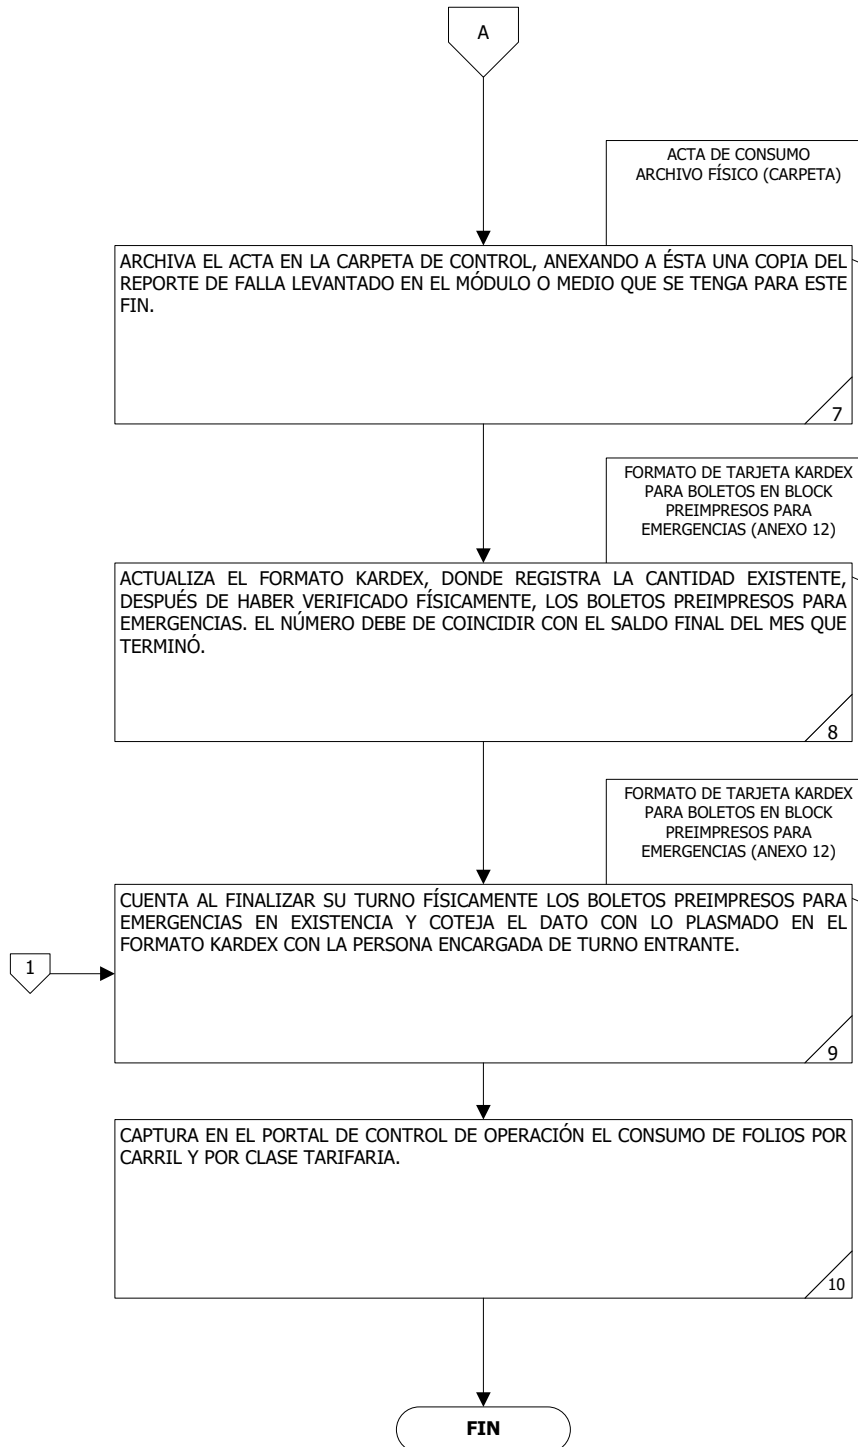 A
ACTA DE CONSUMO
ARCHIVO FÍSICO (CARPETA)
ARCHIVA EL ACTA EN LA CARPETA DE CONTROL, ANEXANDO A ÉSTA UNA COPIA DEL
REPORTE DE FALLA LEVANTADO EN EL MÓDULO O MEDIO QUE SE TENGA PARA ESTE
FIN.
7
FORMATO DE TARJETA KARDEX
PARA BOLETOS EN BLOCK
PREIMPRESOS PARA
EMERGENCIAS (ANEXO 12)
ACTUALIZA EL FORMATO KARDEX, DONDE REGISTRA LA CANTIDAD EXISTENTE,
DESPUÉS DE HABER VERIFICADO FÍSICAMENTE, LOS BOLETOS PREIMPRESOS PARA
EMERGENCIAS. EL NÚMERO DEBE DE COINCIDIR CON EL SALDO FINAL DEL MES QUE
TERMINÓ.
8
FORMATO DE TARJETA KARDEX
PARA BOLETOS EN BLOCK
PREIMPRESOS PARA
EMERGENCIAS (ANEXO 12)
CUENTA AL FINALIZAR SU TURNO FÍSICAMENTE LOS BOLETOS PREIMPRESOS PARA
EMERGENCIAS EN EXISTENCIA Y COTEJA EL DATO CON LO PLASMADO EN EL
FORMATO KARDEX CON LA PERSONA ENCARGADA DE TURNO ENTRANTE.
1
9
CAPTURA EN EL PORTAL DE CONTROL DE OPERACIÓN EL CONSUMO DE FOLIOS POR
CARRIL Y POR CLASE TARIFARIA.
10
FIN